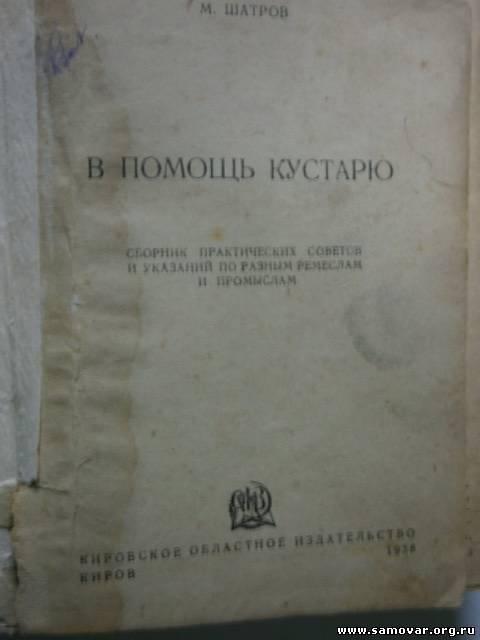 М. ШАТРОВ
В ПОМОЩЬ КУСТАРЮ
СБОРНИК ПРАКТИЧЕСКИХ СОВЕТОВ
И УКАЗАНИЙ ПО РАЗНЫМ РЕМЕСЛАМ
И ПРОМЫСЛАМ
КИРОВСКОЕ ОБЛАСТНОЕ ИЗДАТЕЛЬСТВО
КИРОВ 1938
www.samovar.org.ru